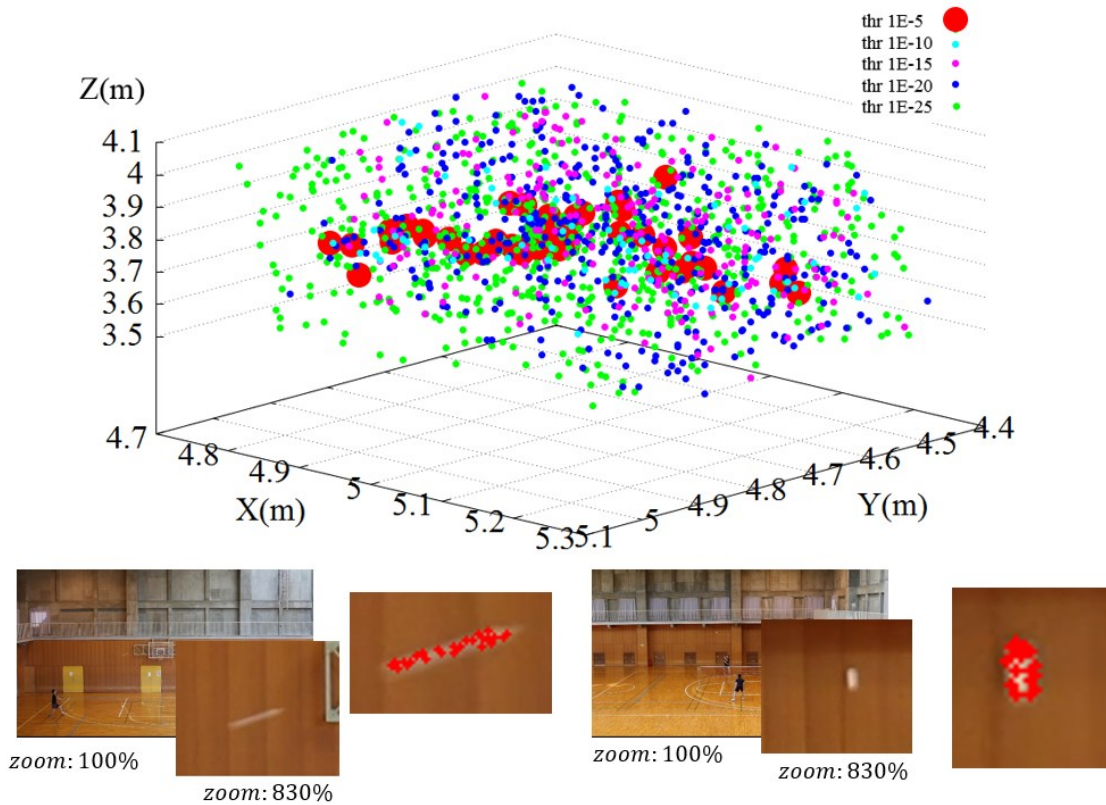 thr 1E-5
thr 1E-10
thr 1E-15
thr 1E-20
thr 1E-25
Z(m)
4.1
4
3.9
3.8
3.7
3.6
3.5
4.7
4.8
4.9
5
5.1
5.2
5.3
X(m)
5.1
5
4.9
4.8
4.7
4.6
4.5
4.4
Y(m)
zoom: 100%
zoom: 830%
zoom: 100%
zoom: 830%